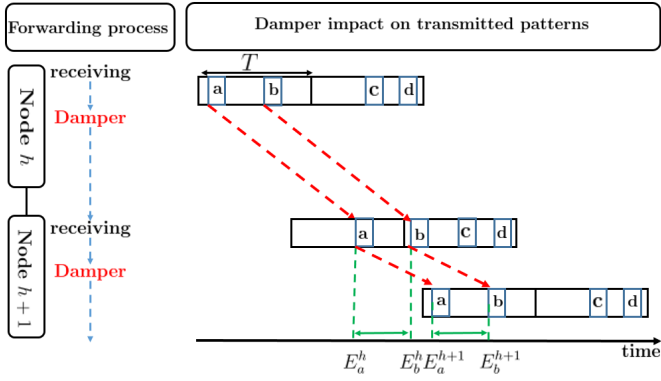 Forwarding process
Damper impact on transmitted patterns
Node h
receiving
Damper
T
a b c d
receiving
Node h+1
a b c d
Damper
a b c d
time
E_a^h E_b^h E_a^{h+1} E_b^{h+1}